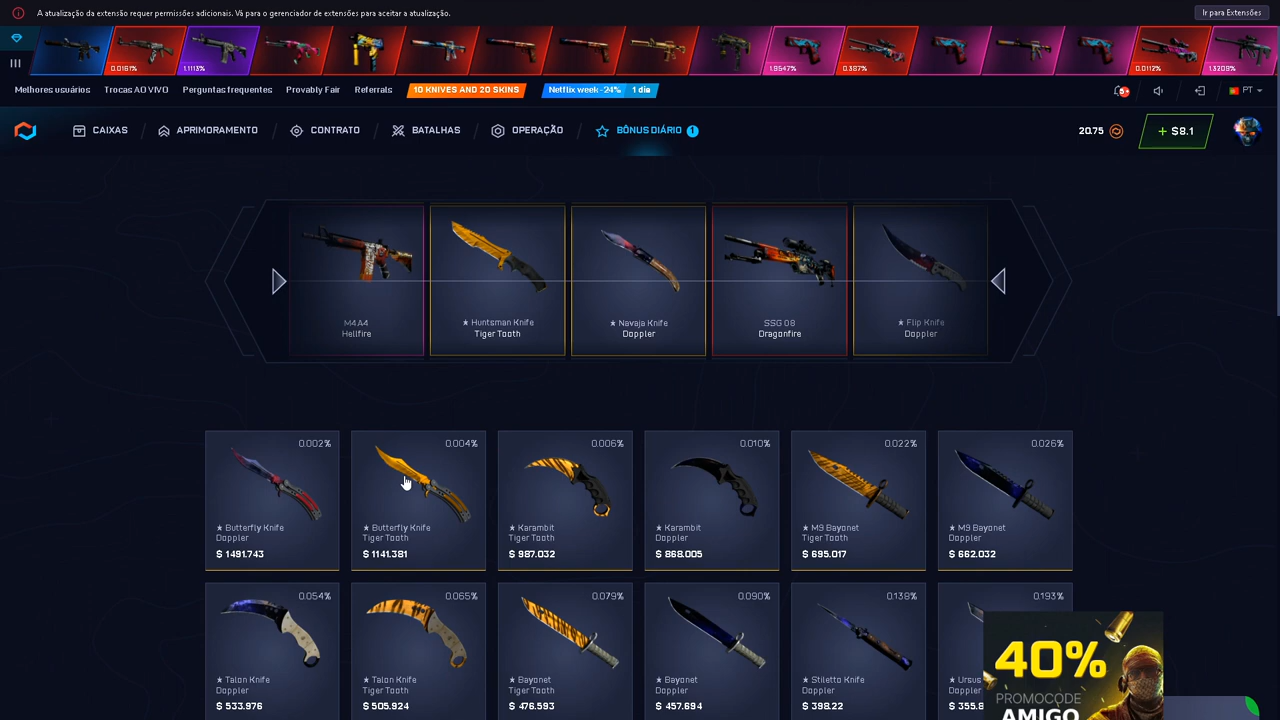 A atualização da extensão requer permissões adicionais. Vá para o gerenciador de extensões para aceitar a atualização.
Ir para Extensões
0.0161%
1.1113%
1.9547%
0.387%
0.0112%
1.3209%
Melhores usuários
Trocas AO VIVO
Perguntas frequentes
Provably Fair
Referrals
10 KNIVES AND 20 SKINS
Netflix week -24%
1 dia
5+
PT
CAIXAS
APRIMORAMENTO
CONTRATO
BATALHAS
OPERAÇÃO
BÔNUS DIÁRIO 1
20.75
+ $8.1
M4A4
Hellfire
★ Huntsman Knife
Tiger Tooth
★ Navaja Knife
Doppler
SSG 08
Dragonfire
★ Flip Knife
Doppler
0.002%
★ Butterfly Knife
Doppler
$ 1491.743
0.004%
★ Butterfly Knife
Tiger Tooth
$ 1141.381
0.006%
★ Karambit
Tiger Tooth
$ 987.032
0.010%
★ Karambit
Doppler
$ 868.005
0.022%
★ M9 Bayonet
Tiger Tooth
$ 695.017
0.026%
★ M9 Bayonet
Doppler
$ 662.032
0.054%
★ Talon Knife
Doppler
$ 533.976
0.065%
★ Talon Knife
Tiger Tooth
$ 505.924
0.079%
★ Bayonet
Tiger Tooth
$ 476.593
0.090%
★ Bayonet
Doppler
$ 457.694
0.138%
★ Stiletto Knife
Doppler
$ 398.22
0.193%
★ Ursus
Doppler
$ 355.8
40%
PROMOCODE
AMIGO